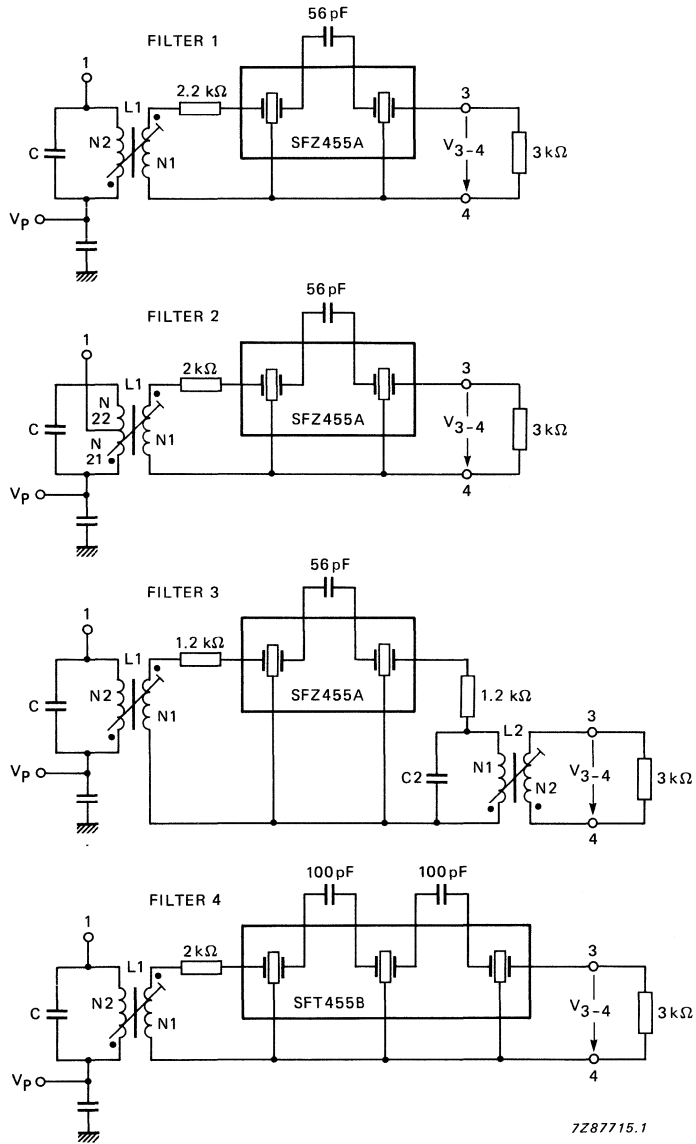 FILTER 1
56 pF
1
L1
2.2 kΩ
C
N2
N1
SFZ455A
3
V3-4
3 kΩ
4
VP
FILTER 2
56 pF
1
L1
2 kΩ
C
N
22
N
21
N1
SFZ455A
3
V3-4
3 kΩ
4
VP
FILTER 3
56 pF
1
L1
1.2 kΩ
C
N2
N1
SFZ455A
1.2 kΩ
L2
3
C2
N1
N2
V3-4
3 kΩ
4
VP
FILTER 4
100 pF
100 pF
1
L1
2 kΩ
C
N2
N1
SFT455B
3
V3-4
3 kΩ
4
VP
7Z87715.1